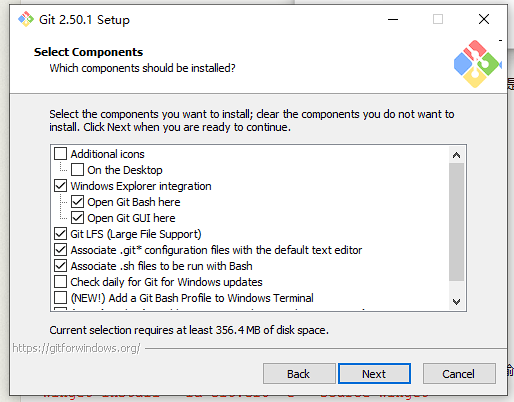 Git 2.50.1 Setup
Select Components
Which components should be installed?
Select the components you want to install; clear the components you do not want to
install. Click Next when you are ready to continue.
Additional icons
On the Desktop
Windows Explorer integration
Open Git Bash here
Open Git GUI here
Git LFS (Large File Support)
Associate .git* configuration files with the default text editor
Associate .sh files to be run with Bash
Check daily for Git for Windows updates
(NEW!) Add a Git Bash Profile to Windows Terminal
Current selection requires at least 356.4 MB of disk space.
https://gitforwindows.org/
Back
Next
Cancel